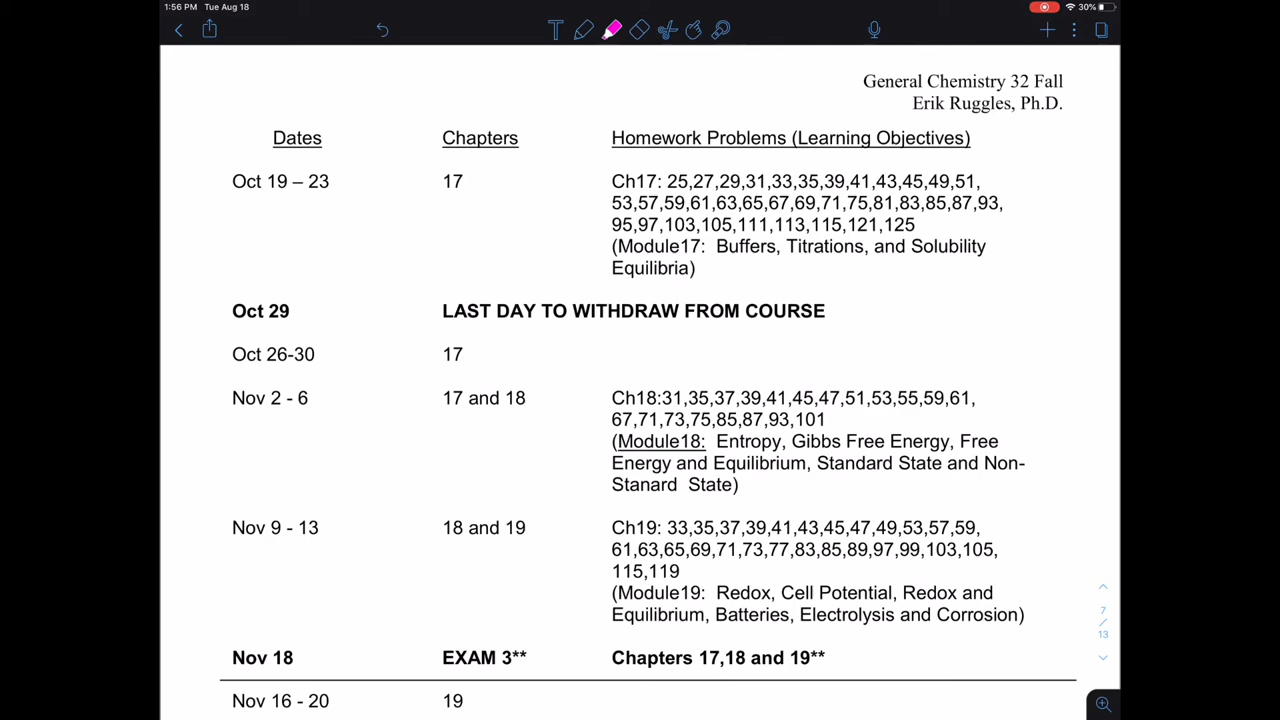 1:56 PM Tue Aug 18 30%
T
General Chemistry 32 Fall
Erik Ruggles, Ph.D.
Dates Chapters Homework Problems (Learning Objectives)
Oct 19 – 23 17 Ch17: 25,27,29,31,33,35,39,41,43,45,49,51,
53,57,59,61,63,65,67,69,71,75,81,83,85,87,93,
95,97,103,105,111,113,115,121,125
(Module17: Buffers, Titrations, and Solubility
Equilibria)
Oct 29 LAST DAY TO WITHDRAW FROM COURSE
Oct 26-30 17
Nov 2 - 6 17 and 18 Ch18:31,35,37,39,41,45,47,51,53,55,59,61,
67,71,73,75,85,87,93,101
(Module18: Entropy, Gibbs Free Energy, Free
Energy and Equilibrium, Standard State and Non-
Stanard State)
Nov 9 - 13 18 and 19 Ch19: 33,35,37,39,41,43,45,47,49,53,57,59,
61,63,65,69,71,73,77,83,85,89,97,99,103,105,
115,119
(Module19: Redox, Cell Potential, Redox and
Equilibrium, Batteries, Electrolysis and Corrosion)
7
/
13
Nov 18 EXAM 3** Chapters 17,18 and 19**
Nov 16 - 20 19